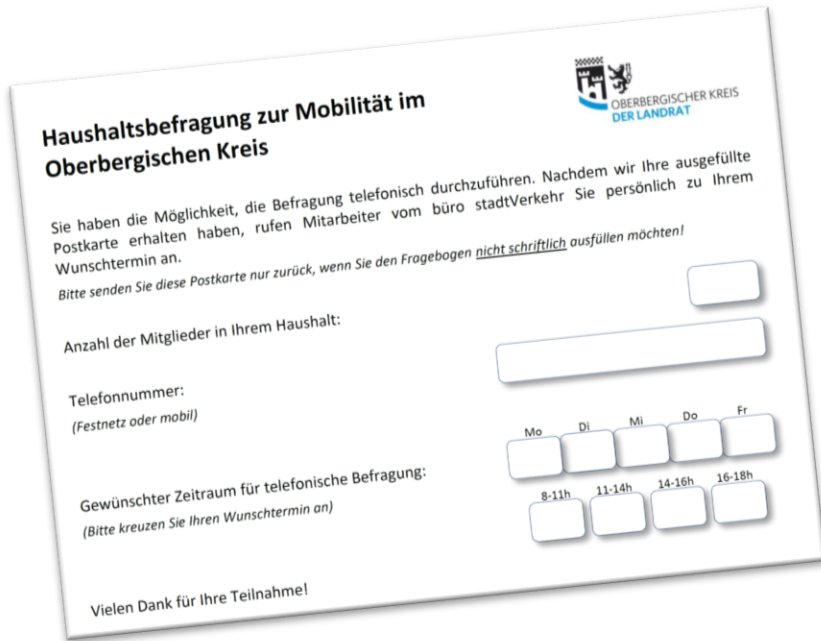 Haushaltsbefragung zur Mobilität im
Oberbergischen Kreis
OBERBERGISCHER KREIS
DER LANDRAT
Sie haben die Möglichkeit, die Befragung telefonisch durchzuführen. Nachdem wir Ihre ausgefüllte
Postkarte erhalten haben, rufen Mitarbeiter vom büro stadtVerkehr Sie persönlich zu Ihrem
Wunschtermin an.
Bitte senden Sie diese Postkarte nur zurück, wenn Sie den Fragebogen nicht schriftlich ausfüllen möchten!
Anzahl der Mitglieder in Ihrem Haushalt:
Telefonnummer:
(Festnetz oder mobil)
Mo Di Mi Do Fr
Gewünschter Zeitraum für telefonische Befragung:
(Bitte kreuzen Sie Ihren Wunschtermin an)
8-11h 11-14h 14-16h 16-18h
Vielen Dank für Ihre Teilnahme!